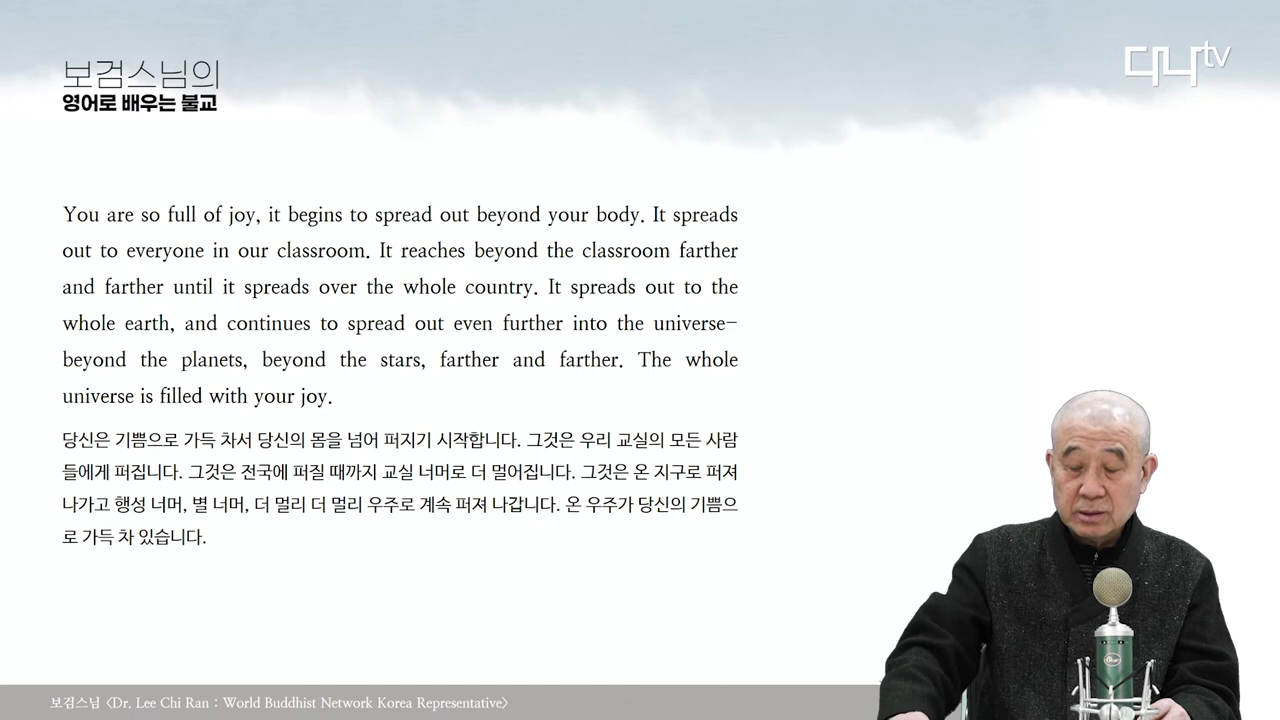 보검스님의
영어로 배우는 불교
다나tv
You are so full of joy, it begins to spread out beyond your body. It spreads
out to everyone in our classroom. It reaches beyond the classroom farther
and farther until it spreads over the whole country. It spreads out to the
whole earth, and continues to spread out even further into the universe-
beyond the planets, beyond the stars, farther and farther. The whole
universe is filled with your joy.
당신은 기쁨으로 가득 차서 당신의 몸을 넘어 퍼지기 시작합니다. 그것은 우리 교실의 모든 사람
들에게 퍼집니다. 그것은 전국에 퍼질 때까지 교실 너머로 더 멀어집니다. 그것은 온 지구로 퍼져
나가고 행성 너머, 별 너머, 더 멀리 더 멀리 우주로 계속 퍼져 나갑니다. 온 우주가 당신의 기쁨으
로 가득 차 있습니다.
Blue
보검스님 <Dr. Lee Chi Ran : World Buddhist Network Korea Representative>